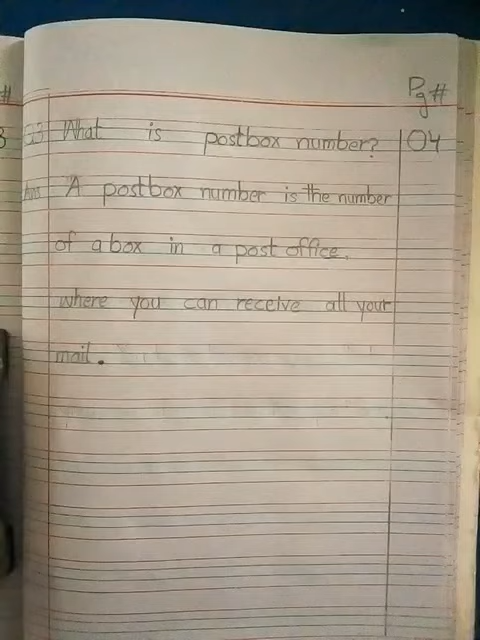 Pg#
Q3 What is postbox number? 04
Ans A postbox number is the number
of a box in a post office.
where you can receive all your
mail.